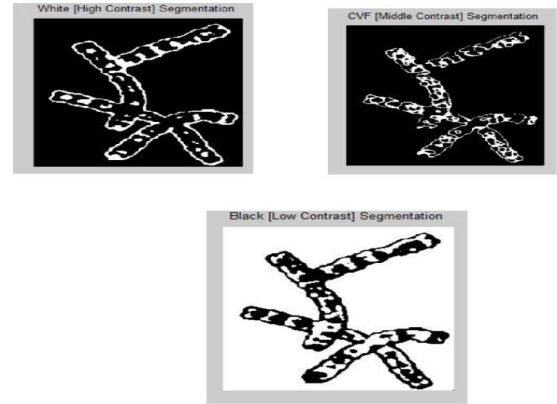 White [High Contrast] Segmentation
CVF [Middle Contrast] Segmentation
Black [Low Contrast] Segmentation